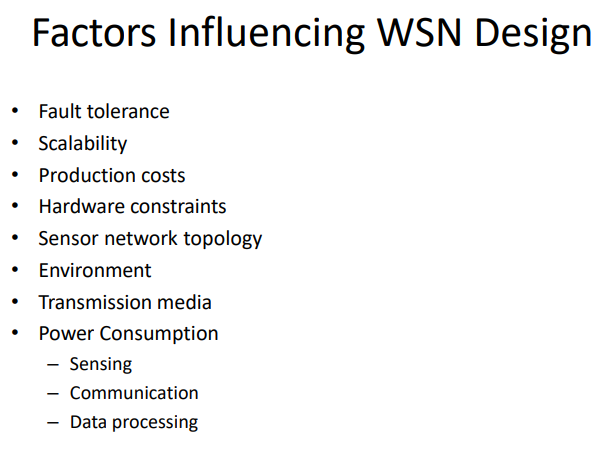 Factors Influencing WSN Design
• Fault tolerance
• Scalability
• Production costs
• Hardware constraints
• Sensor network topology
• Environment
• Transmission media
• Power Consumption
– Sensing
– Communication
– Data processing